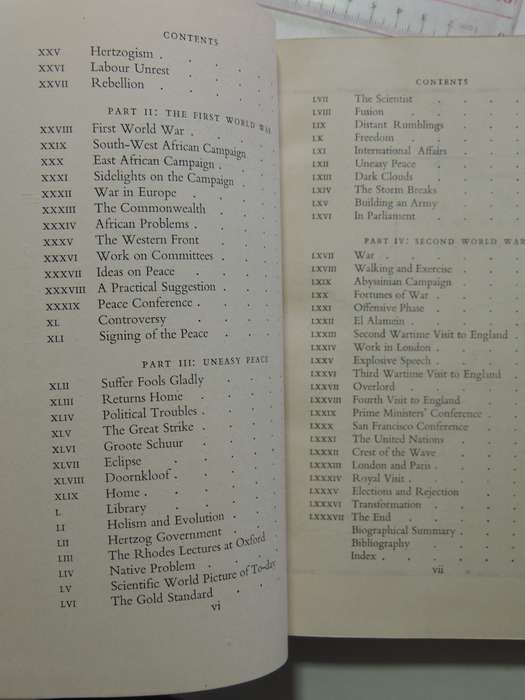 CONTENTS
XXV Hertzogism
XXVI Labour Unrest
XXVII Rebellion
PART II: THE FIRST WORLD WAR
XXVIII First World War
XXIX South-West African Campaign
XXX East African Campaign
XXXI Sidelights on the Campaign
XXXII War in Europe
XXXIII The Commonwealth
XXXIV African Problems
XXXV The Western Front
XXXVI Work on Committees
XXXVII Ideas on Peace
XXXVIII A Practical Suggestion
XXXIX Peace Conference
XL Controversy
XLI Signing of the Peace
PART III: UNEASY PEACE
XLII Suffer Fools Gladly
XLIII Returns Home
XLIV Political Troubles
XLV The Great Strike
XLVI Groote Schuur
XLVII Eclipse
XLVIII Doornkloof
XLIX Home
L Library
LI Holism and Evolution
LII Hertzog Government
LIII The Rhodes Lectures at Oxford
LIV Native Problem
LV Scientific World Picture of To-day
LVI The Gold Standard
vi
CONTENTS
LVII The Scientist
LVIII Fusion
LIX Distant Rumblings
LX Freedom
LXI International Affairs
LXII Uneasy Peace
LXIII Dark Clouds
LXIV The Storm Breaks
LXV Building an Army
LXVI In Parliament
PART IV: SECOND WORLD WAR
LXVII War
LXVIII Walking and Exercise
LXIX Abyssinian Campaign
LXX Fortunes of War
LXXI Offensive Phase
LXXII El Alamein
LXXIII Second Wartime Visit to England
LXXIV Work in London
LXXV Explosive Speech
LXXVI Third Wartime Visit to England
LXXVII Overlord
LXXVIII Fourth Visit to England
LXXIX Prime Ministers' Conference
LXXX San Francisco Conference
LXXXI The United Nations
LXXXII Crest of the Wave
LXXXIII London and Paris
LXXXIV Royal Visit
LXXXV Elections and Rejection
LXXXVI Transformation
LXXXVII The End
Biographical Summary
Bibliography
Index
vii